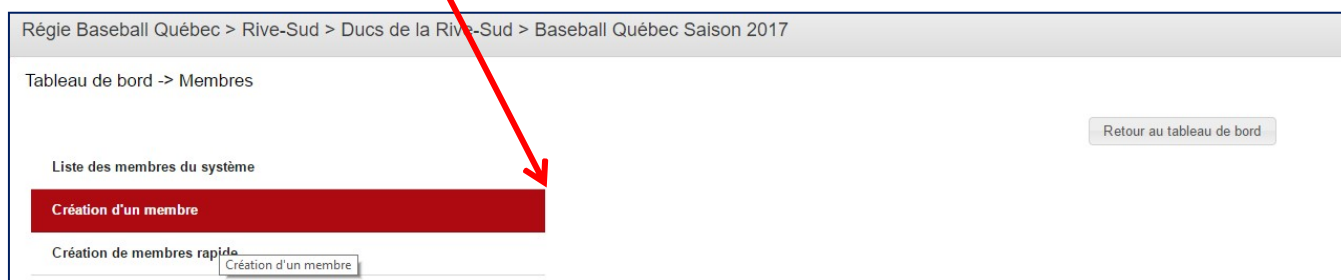 Régie Baseball Québec > Rive-Sud > Ducs de la Rive-Sud > Baseball Québec Saison 2017
Tableau de bord -> Membres
Retour au tableau de bord
Liste des membres du système
Création d'un membre
Création de membres rapide
Création d'un membre